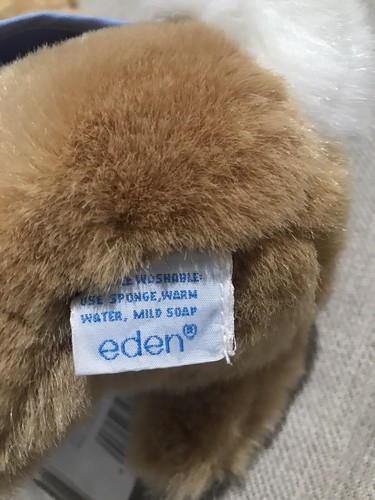 WASHABLE:
USE SPONGE, WARM
WATER, MILD SOAP
eden®